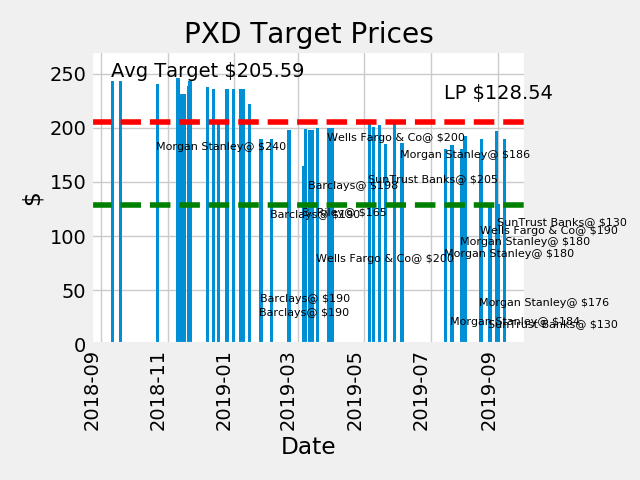 PXD Target Prices
Avg Target $205.59
LP $128.54
250
200
150
100
50
0
$
Wells Fargo & Co@ $200
Morgan Stanley@ $240
Morgan Stanley@ $186
SunTrust Banks@ $205
Barclays@ $198
B. Riley@ $165
Barclays@ $190
SunTrust Banks@ $130
Wells Fargo & Co@ $190
Morgan Stanley@ $180
Morgan Stanley@ $180
Wells Fargo & Co@ $200
Barclays@ $190
Morgan Stanley@ $176
Barclays@ $190
Morgan Stanley@ $184
SunTrust Banks@ $130
2018-09
2018-11
2019-01
2019-03
2019-05
2019-07
2019-09
Date